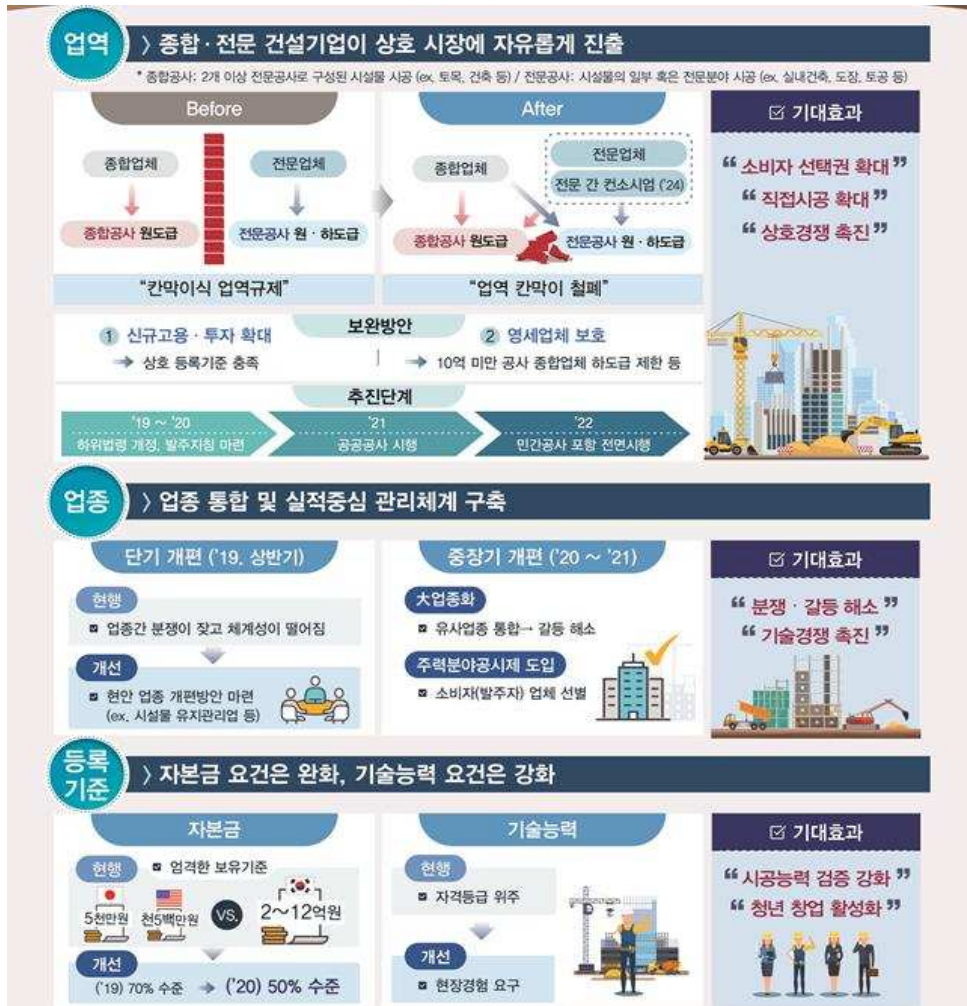 업역
〉종합·전문 건설기업이 상호 시장에 자유롭게 진출
* 종합공사: 2개 이상 전문공사로 구성된 시설물 시공 (ex. 토목, 건축 등) / 전문공사: 시설물의 일부 혹은 전문분야 시공 (ex. 실내건축, 도장, 토공 등)
Before
종합업체
전문업체
종합공사 원도급
전문공사 원·하도급
“칸막이식 업역규제”
After
종합업체
전문업체
전문 간 컨소시엄 ('24)
종합공사 원도급
전문공사 원·하도급
“업역 칸막이 철폐”
보완방안
1 신규고용·투자 확대
→ 상호 등록기준 충족
2 영세업체 보호
→ 10억 미만 공사 종합업체 하도급 제한 등
추진단계
'19 ~ '20
하위법령 개정, 발주지침 마련
'21
공공공사 시행
'22
민간공사 포함 전면시행
기대효과
“ 소비자 선택권 확대 ”
“ 직접시공 확대 ”
“ 상호경쟁 촉진 ”
업종
〉업종 통합 및 실적중심 관리체계 구축
단기 개편 ('19. 상반기)
현행
업종간 분쟁이 잦고 체계성이 떨어짐
개선
현안 업종 개편방안 마련
(ex. 시설물 유지관리업 등)
중장기 개편 ('20 ~ '21)
大업종화
유사업종 통합→ 갈등 해소
주력분야공시제 도입
소비자(발주자) 업체 선별
기대효과
“ 분쟁·갈등 해소 ”
“ 기술경쟁 촉진 ”
등록
기준
〉자본금 요건은 완화, 기술능력 요건은 강화
자본금
현행
엄격한 보유기준
5천만원
천5백만원
VS.
2~12억원
개선
('19) 70% 수준 → ('20) 50% 수준
기술능력
현행
자격등급 위주
개선
현장경험 요구
기대효과
“ 시공능력 검증 강화 ”
“ 청년 창업 활성화 ”